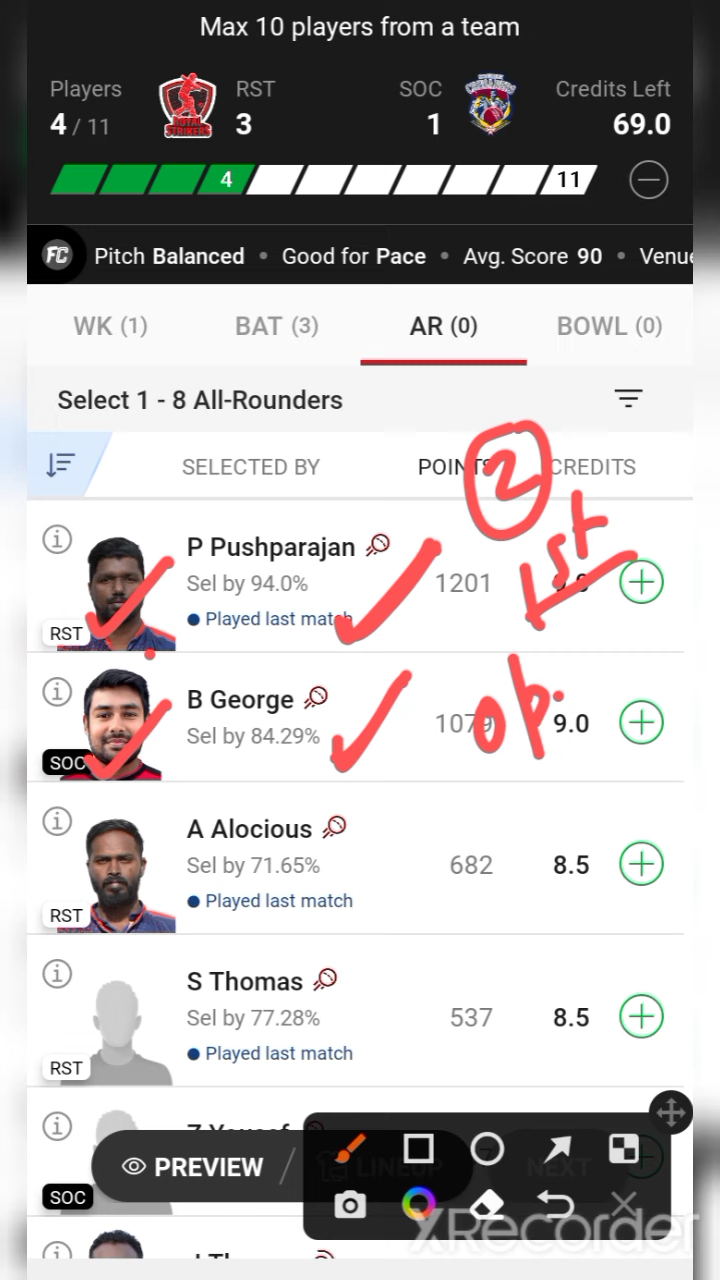 Max 10 players from a team
Players RST SOC Credits Left
4 / 11 3 1 69.0
4 11
FC Pitch Balanced • Good for Pace • Avg. Score 90 • Venue
WK (1) BAT (3) AR (0) BOWL (0)
Select 1 - 8 All-Rounders
SELECTED BY POINTS CREDITS
2
P Pushparajan
Sel by 94.0% 1201
1st
Played last match
RST
B George
Sel by 84.29% 1079 9.0
op.
SOC
A Alocious
Sel by 71.65% 682 8.5
Played last match
RST
S Thomas
Sel by 77.28% 537 8.5
Played last match
RST
PREVIEW LINEUP NEXT
SOC
XRecorder